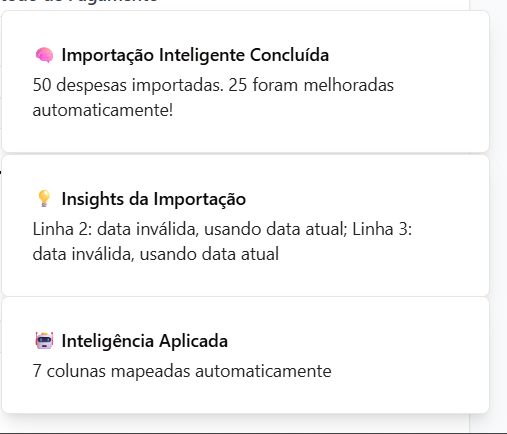 🧠 Importação Inteligente Concluída
50 despesas importadas. 25 foram melhoradas
automaticamente!
💡 Insights da Importação
Linha 2: data inválida, usando data atual; Linha 3:
data inválida, usando data atual
🤖 Inteligência Aplicada
7 colunas mapeadas automaticamente